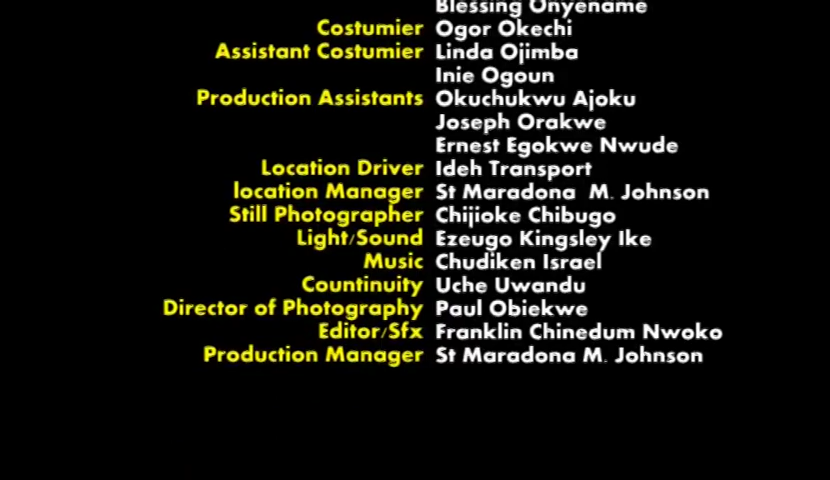 Blessing Onyename
Costumier Ogor Okechi
Assistant Costumier Linda Ojimba
Inie Ogoun
Production Assistants Okuchukwu Ajoku
Joseph Orakwe
Ernest Egokwe Nwude
Location Driver Ideh Transport
location Manager St Maradona M. Johnson
Still Photographer Chijioke Chibugo
Light/Sound Ezeugo Kingsley Ike
Music Chudiken Israel
Countinuity Uche Uwandu
Director of Photography Paul Obiekwe
Editor/Sfx Franklin Chinedum Nwoko
Production Manager St Maradona M. Johnson